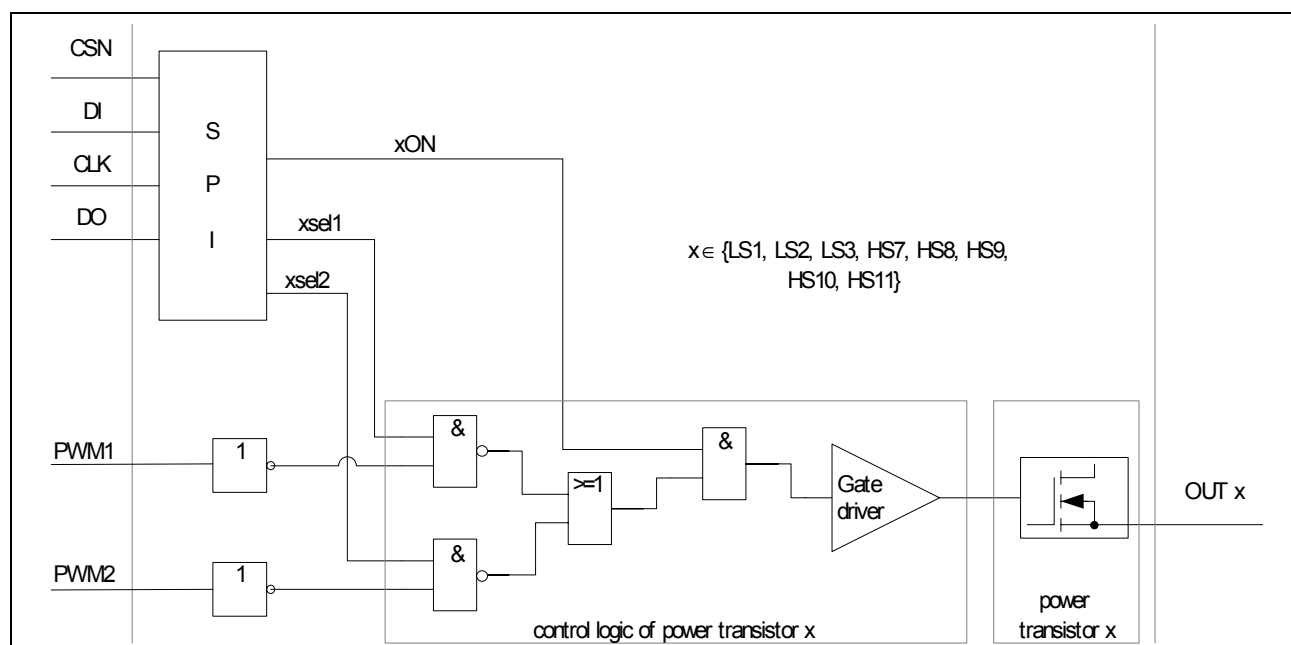 CSN
DI
CLK
DO
S
P
I
xON
xsel1
xsel2
x ∈ {LS1, LS2, LS3, HS7, HS8, HS9,
HS10, HS11}
PWM1
1
&
>=1
&
Gate
driver
OUT x
PWM2
1
&
control logic of power transistor x
power
transistor x